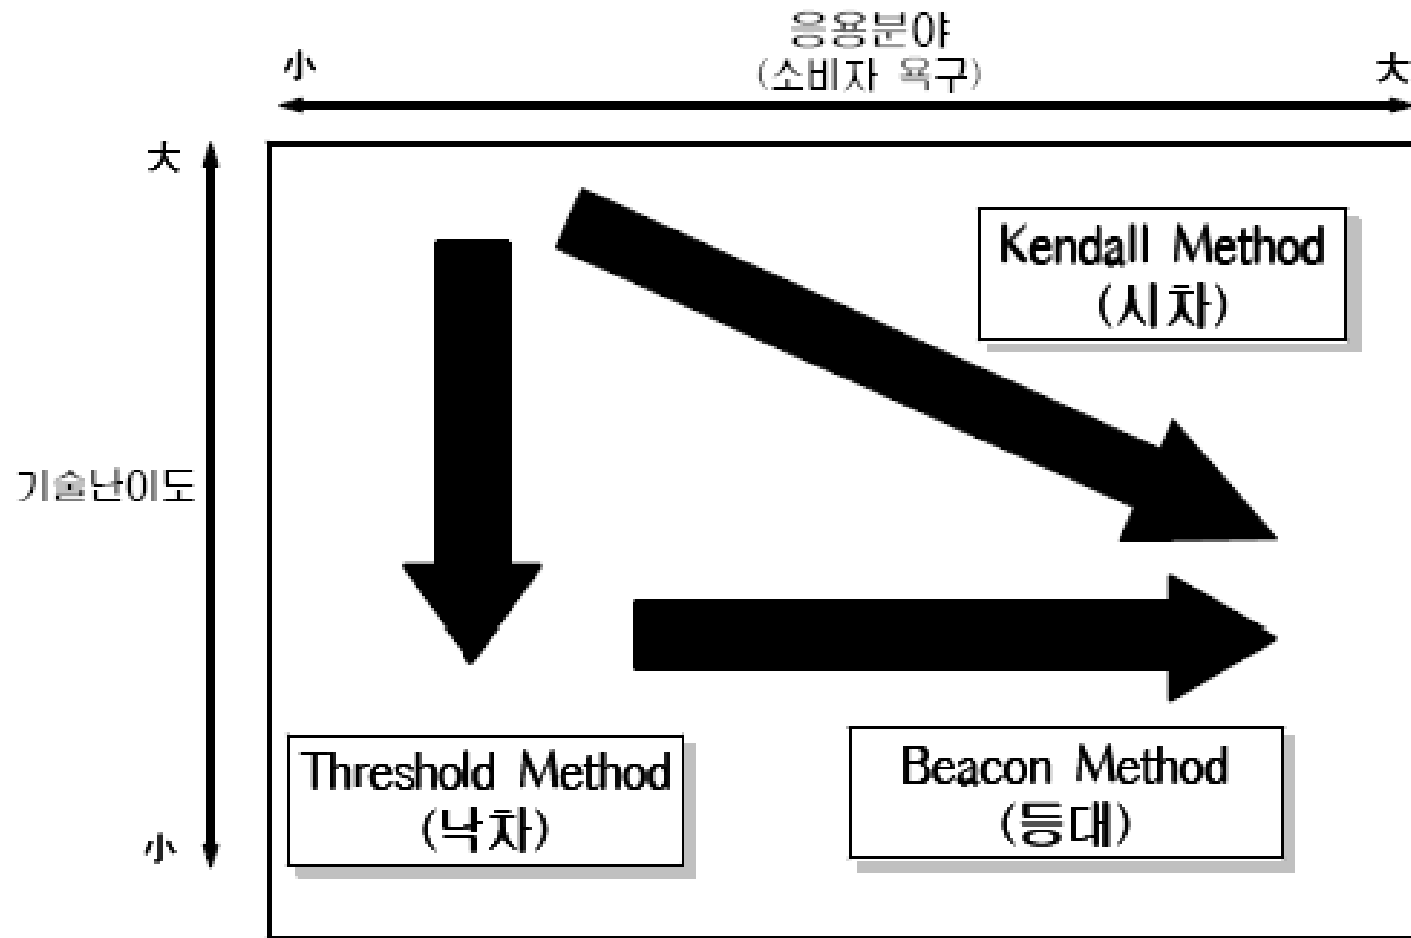 응용분야
小
(소비자 욕구)
大
大
Kendall Method
(시차)
기술난이도
Threshold Method
(낙차)
Beacon Method
(등대)
小